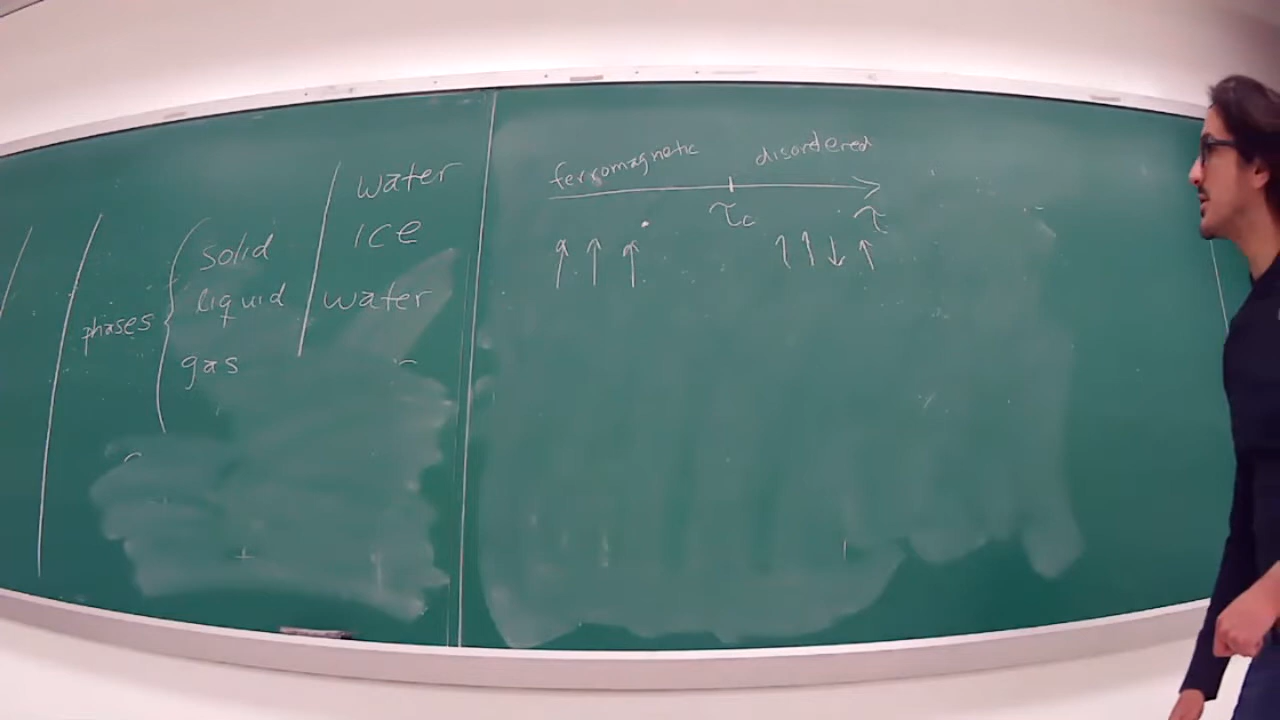 water
ice
water
phases
solid
liquid
gas
ferromagnetic disordered
τc τ
↑ ↑ ↑ ↑ ↑ ↓ ↑